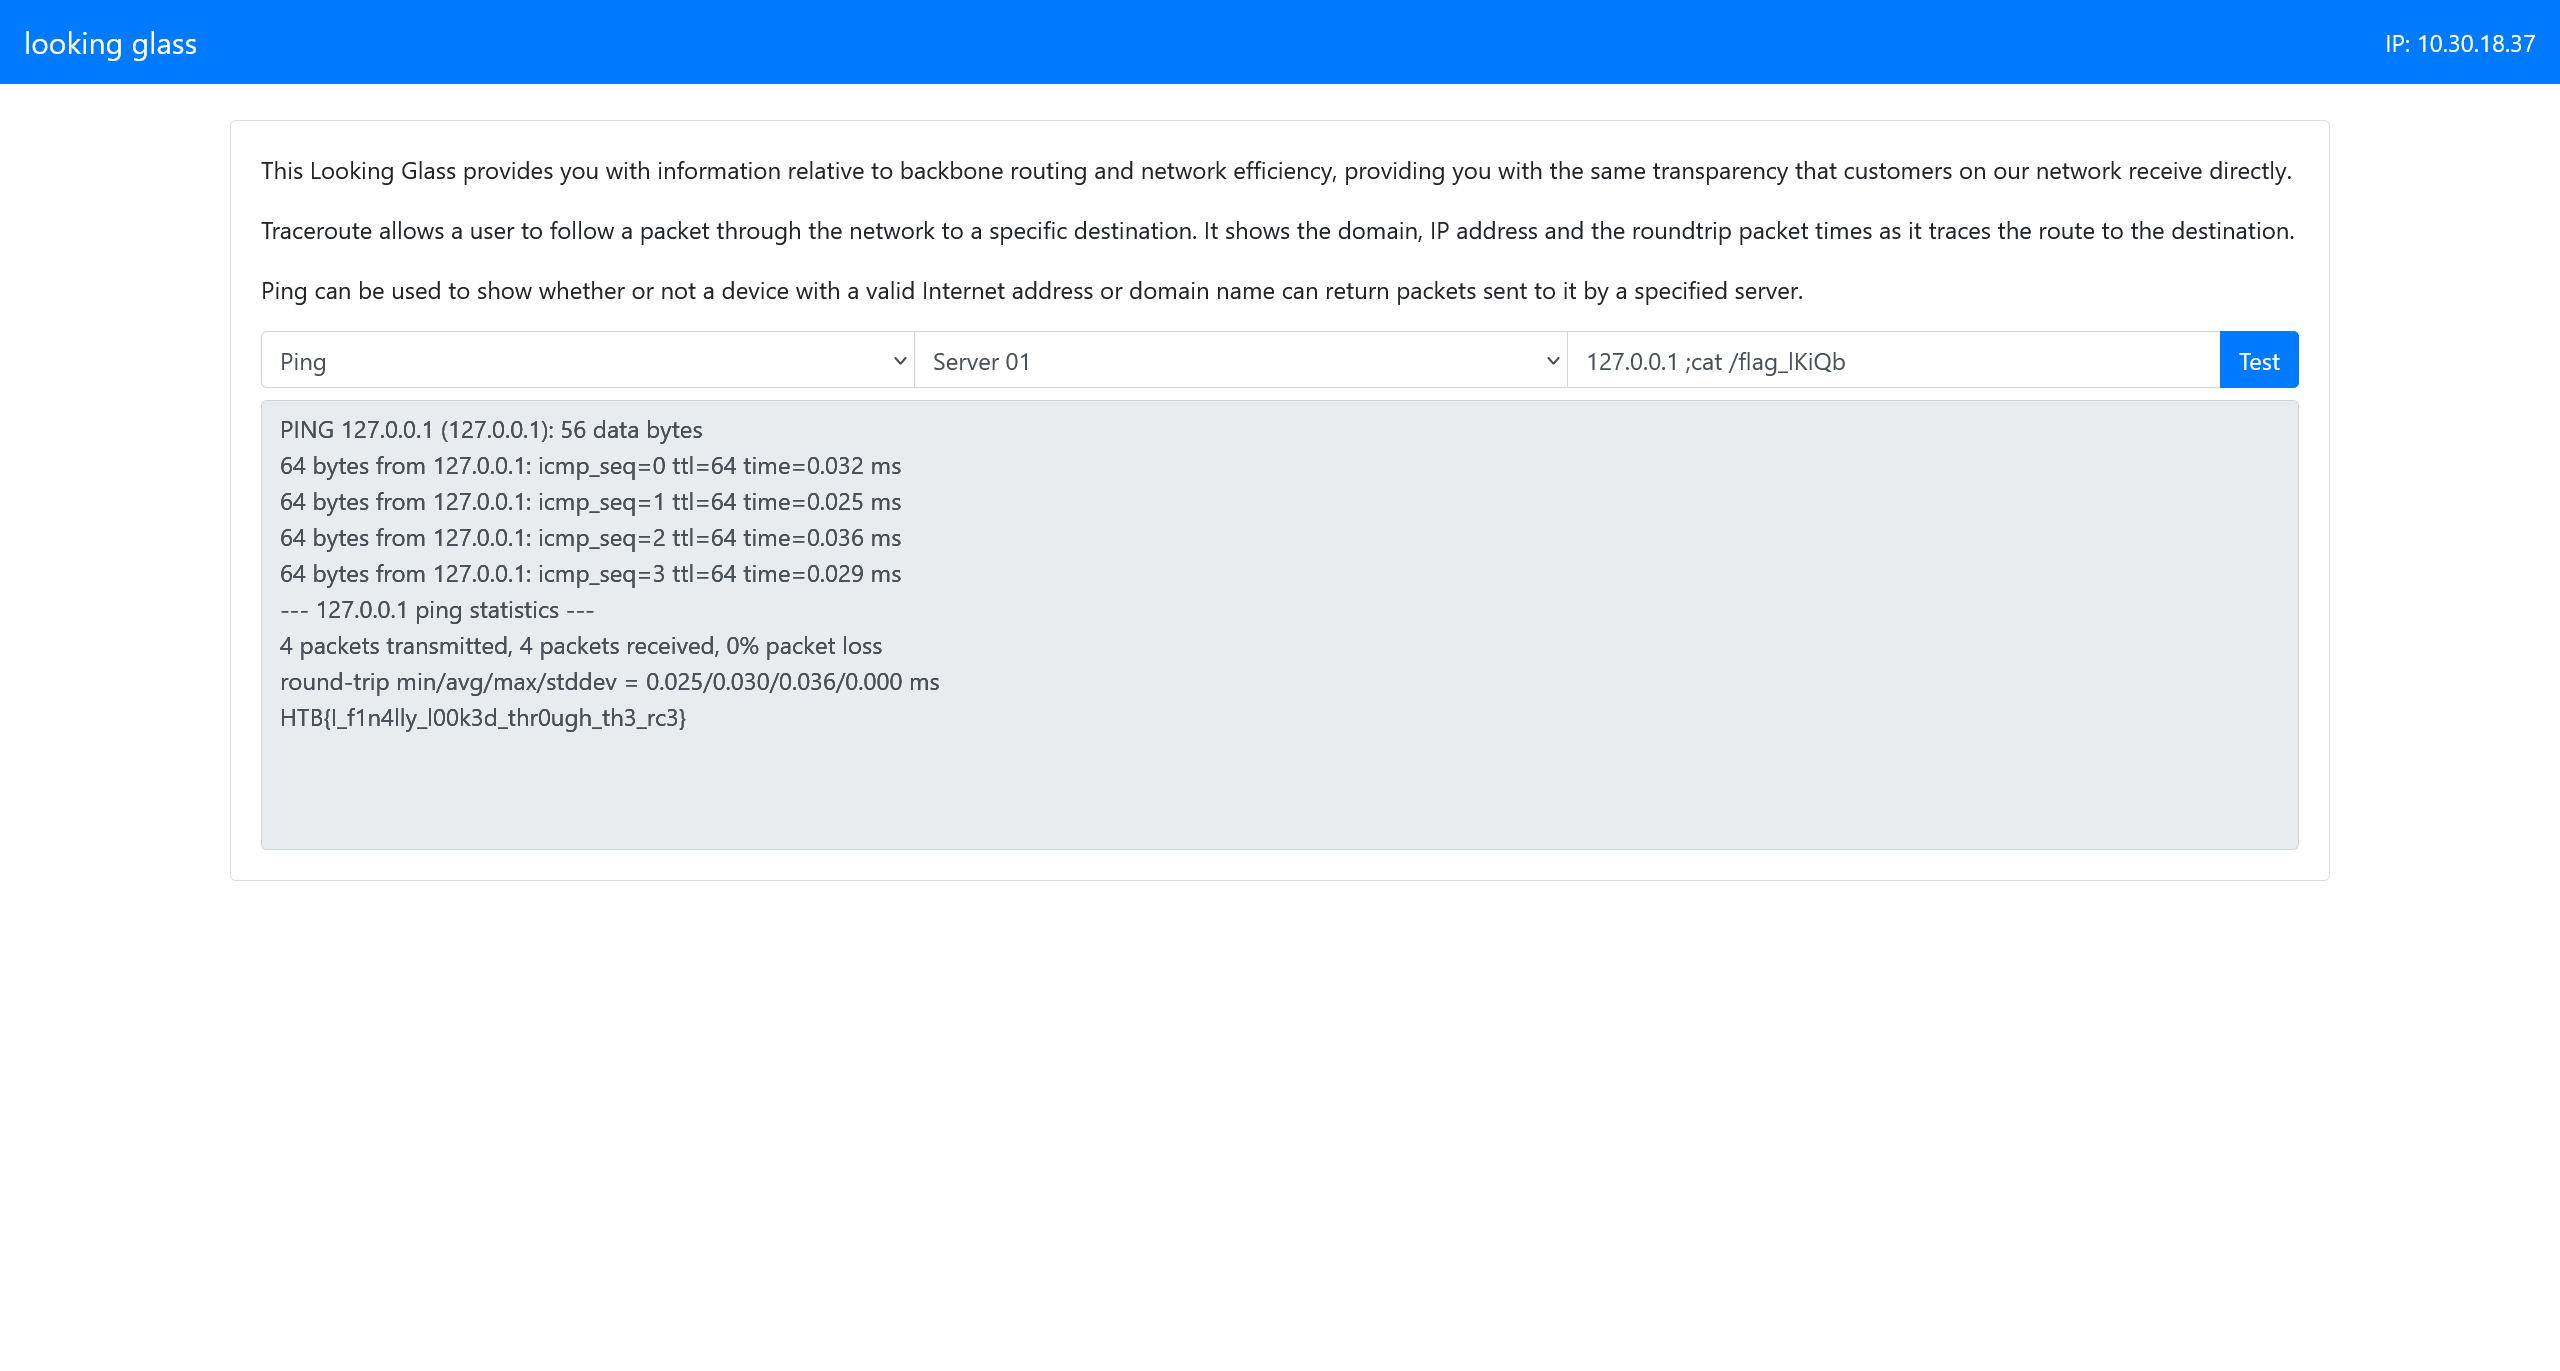 looking glass
IP: 10.30.18.37
This Looking Glass provides you with information relative to backbone routing and network efficiency, providing you with the same transparency that customers on our network receive directly.
Traceroute allows a user to follow a packet through the network to a specific destination. It shows the domain, IP address and the roundtrip packet times as it traces the route to the destination.
Ping can be used to show whether or not a device with a valid Internet address or domain name can return packets sent to it by a specified server.
Ping
Server 01
127.0.0.1 ;cat /flag_lKiQb
Test
PING 127.0.0.1 (127.0.0.1): 56 data bytes
64 bytes from 127.0.0.1: icmp_seq=0 ttl=64 time=0.032 ms
64 bytes from 127.0.0.1: icmp_seq=1 ttl=64 time=0.025 ms
64 bytes from 127.0.0.1: icmp_seq=2 ttl=64 time=0.036 ms
64 bytes from 127.0.0.1: icmp_seq=3 ttl=64 time=0.029 ms
--- 127.0.0.1 ping statistics ---
4 packets transmitted, 4 packets received, 0% packet loss
round-trip min/avg/max/stddev = 0.025/0.030/0.036/0.000 ms
HTB{I_f1n4lly_l00k3d_thr0ugh_th3_rc3}